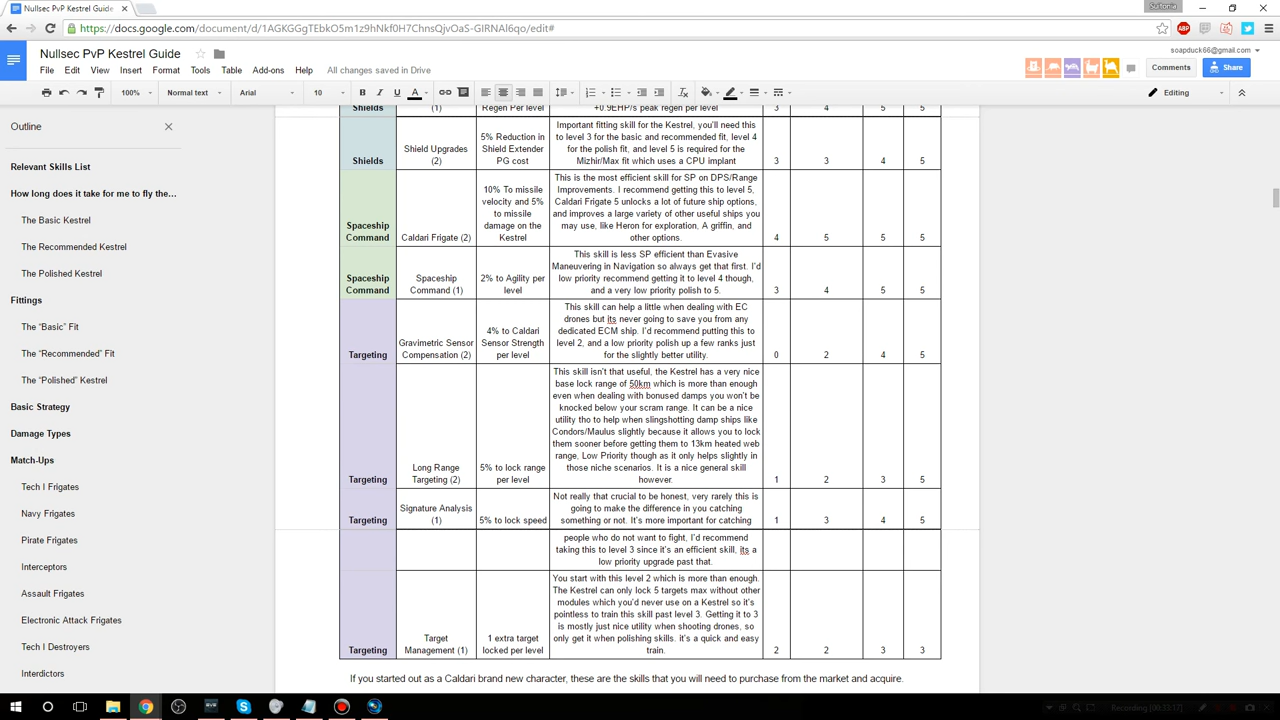 Nullsec PvP Kestrel Guide
Sultonia
https://docs.google.com/document/d/1AGKGGgTEbkO5m1z9hNkf0H7ChnsQjvOaS-GIRNAl6qo/edit#
Nullsec PvP Kestrel Guide
soapduck66@gmail.com
File Edit View Insert Format Tools Table Add-ons Help All changes saved in Drive
Comments Share
100% Normal text Arial 10 B I U A Editing
Outline
Relevant Skills List
How long does it take for me to fly the...
The Basic Kestrel
The Recommended Kestrel
The Polished Kestrel
Fittings
The “Basic” Fit
The “Recommended” Fit
The “Polished” Kestrel
Basic Strategy
Damage Types
Match-Ups
Tech I Frigates
Navy Frigates
Pirate Frigates
Interceptors
Assault Frigates
Electronic Attack Frigates
Tech I Destroyers
Interdictors
Shields (1) Regen Per level +0.9EHP/s peak regen per level 3 4 5 5
Important fitting skill for the Kestrel, you'll need this
to level 3 for the basic and recommended fit, level 4
for the polish fit, and level 5 is required for the
Mizhir/Max fit which uses a CPU implant
Shields
Shield Upgrades
(2)
5% Reduction in
Shield Extender
PG cost
3 3 4 5
This is the most efficient skill for SP on DPS/Range
Improvements. I recommend getting this to level 5,
Caldari Frigate 5 unlocks a lot of future ship options,
and improves a large variety of other useful ships you
may use, like Heron for exploration, A griffin, and
other options.
Spaceship
Command
Caldari Frigate (2)
10% To missile
velocity and 5%
to missile
damage on the
Kestrel
4 5 5 5
This skill is less SP efficient than Evasive
Maneuvering in Navigation so always get that first. I'd
low priority recommend getting it to level 4 though,
and a very low priority polish to 5.
Spaceship
Command
Spaceship
Command (1)
2% to Agility per
level
3 4 5 5
This skill can help a little when dealing with EC
drones but its never going to save you from any
dedicated ECM ship. I'd recommend putting this to
level 2, and a low priority polish up a few ranks just
for the slightly better utility.
Targeting
Gravimetric Sensor
Compensation (2)
4% to Caldari
Sensor Strength
per level
0 2 4 5
This skill isn't that useful, the Kestrel has a very nice
base lock range of 50km which is more than enough
even when dealing with bonused damps you won't be
knocked below your scram range. It can be a nice
utility tho to help when slingshotting damp ships like
Condors/Maulus slightly because it allows you to lock
them sooner before getting them to 13km heated web
range, Low Priority though as it only helps slightly in
those niche scenarios. It is a nice general skill
however.
Targeting
Long Range
Targeting (2)
5% to lock range
per level
1 2 3 5
Not really that crucial to be honest, very rarely this is
going to make the difference in you catching
something or not. It's more important for catching
Targeting
Signature Analysis
(1)
5% to lock speed
1 3 4 5
people who do not want to fight, I'd recommend
taking this to level 3 since it's an efficient skill, its a
low priority upgrade past that.
You start with this level 2 which is more than enough.
The Kestrel can only lock 5 targets max without other
modules which you'd never use on a Kestrel so it's
pointless to train this skill past level 3. Getting it to 3
is mostly just nice utility when shooting drones, so
only get it when polishing skills. it's a quick and easy
train.
Targeting
Target
Management (1)
1 extra target
locked per level
2 2 3 3
If you started out as a Caldari brand new character, these are the skills that you will need to purchase from the market and acquire.
Recording [00:33:17]